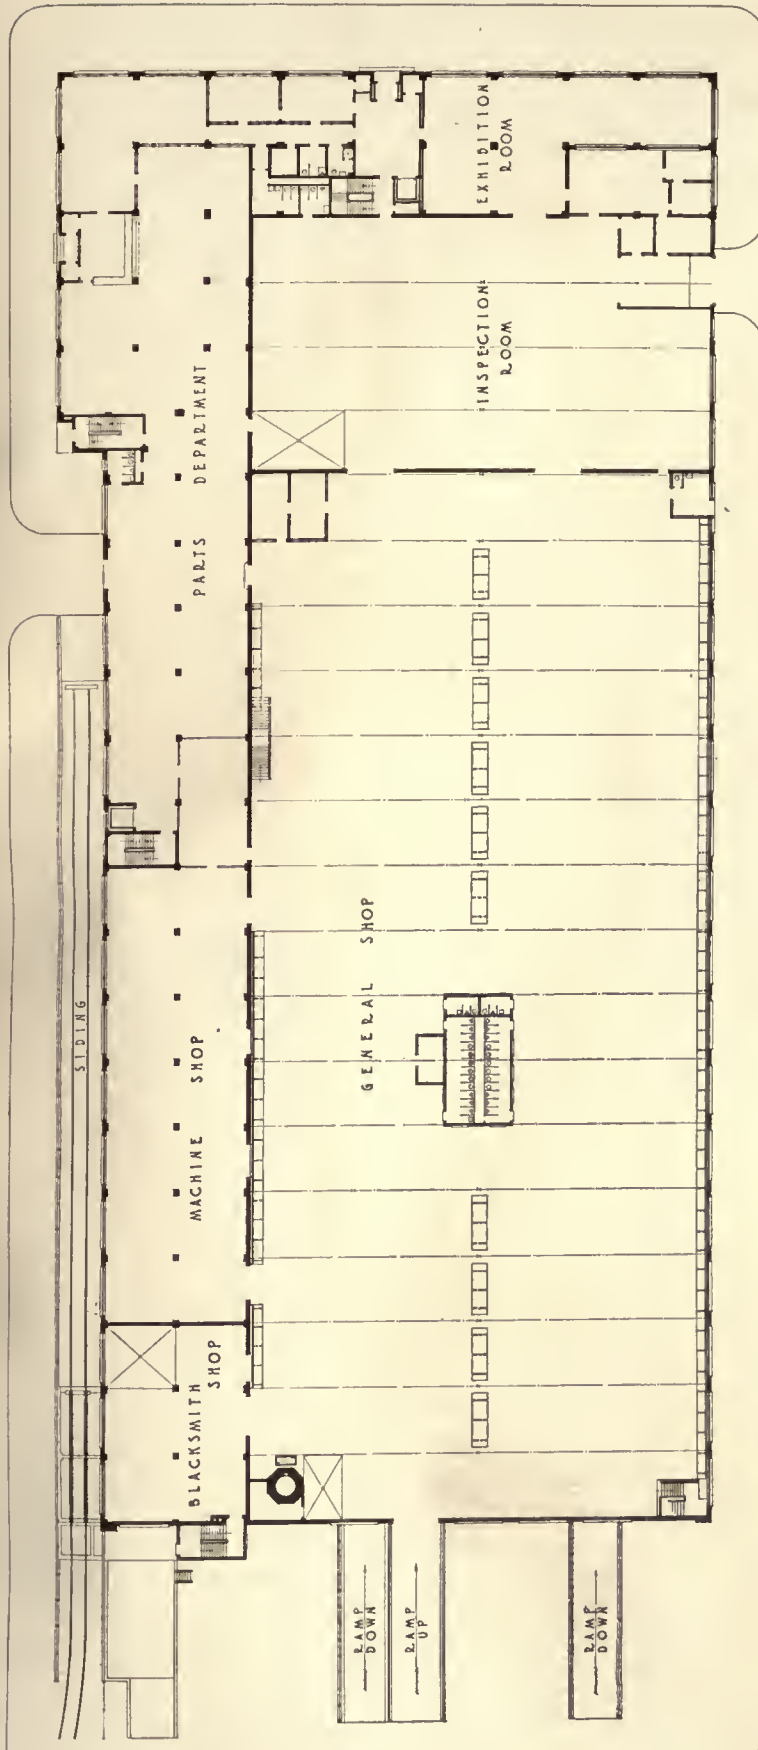 EXHIBITION
ROOM
INSPECTION
ROOM
PARTS DEPARTMENT
GENERAL SHOP
SIDING
MACHINE SHOP
BLACKSMITH
SHOP
RAMP
DOWN
RAMP
UP
RAMP
DOWN